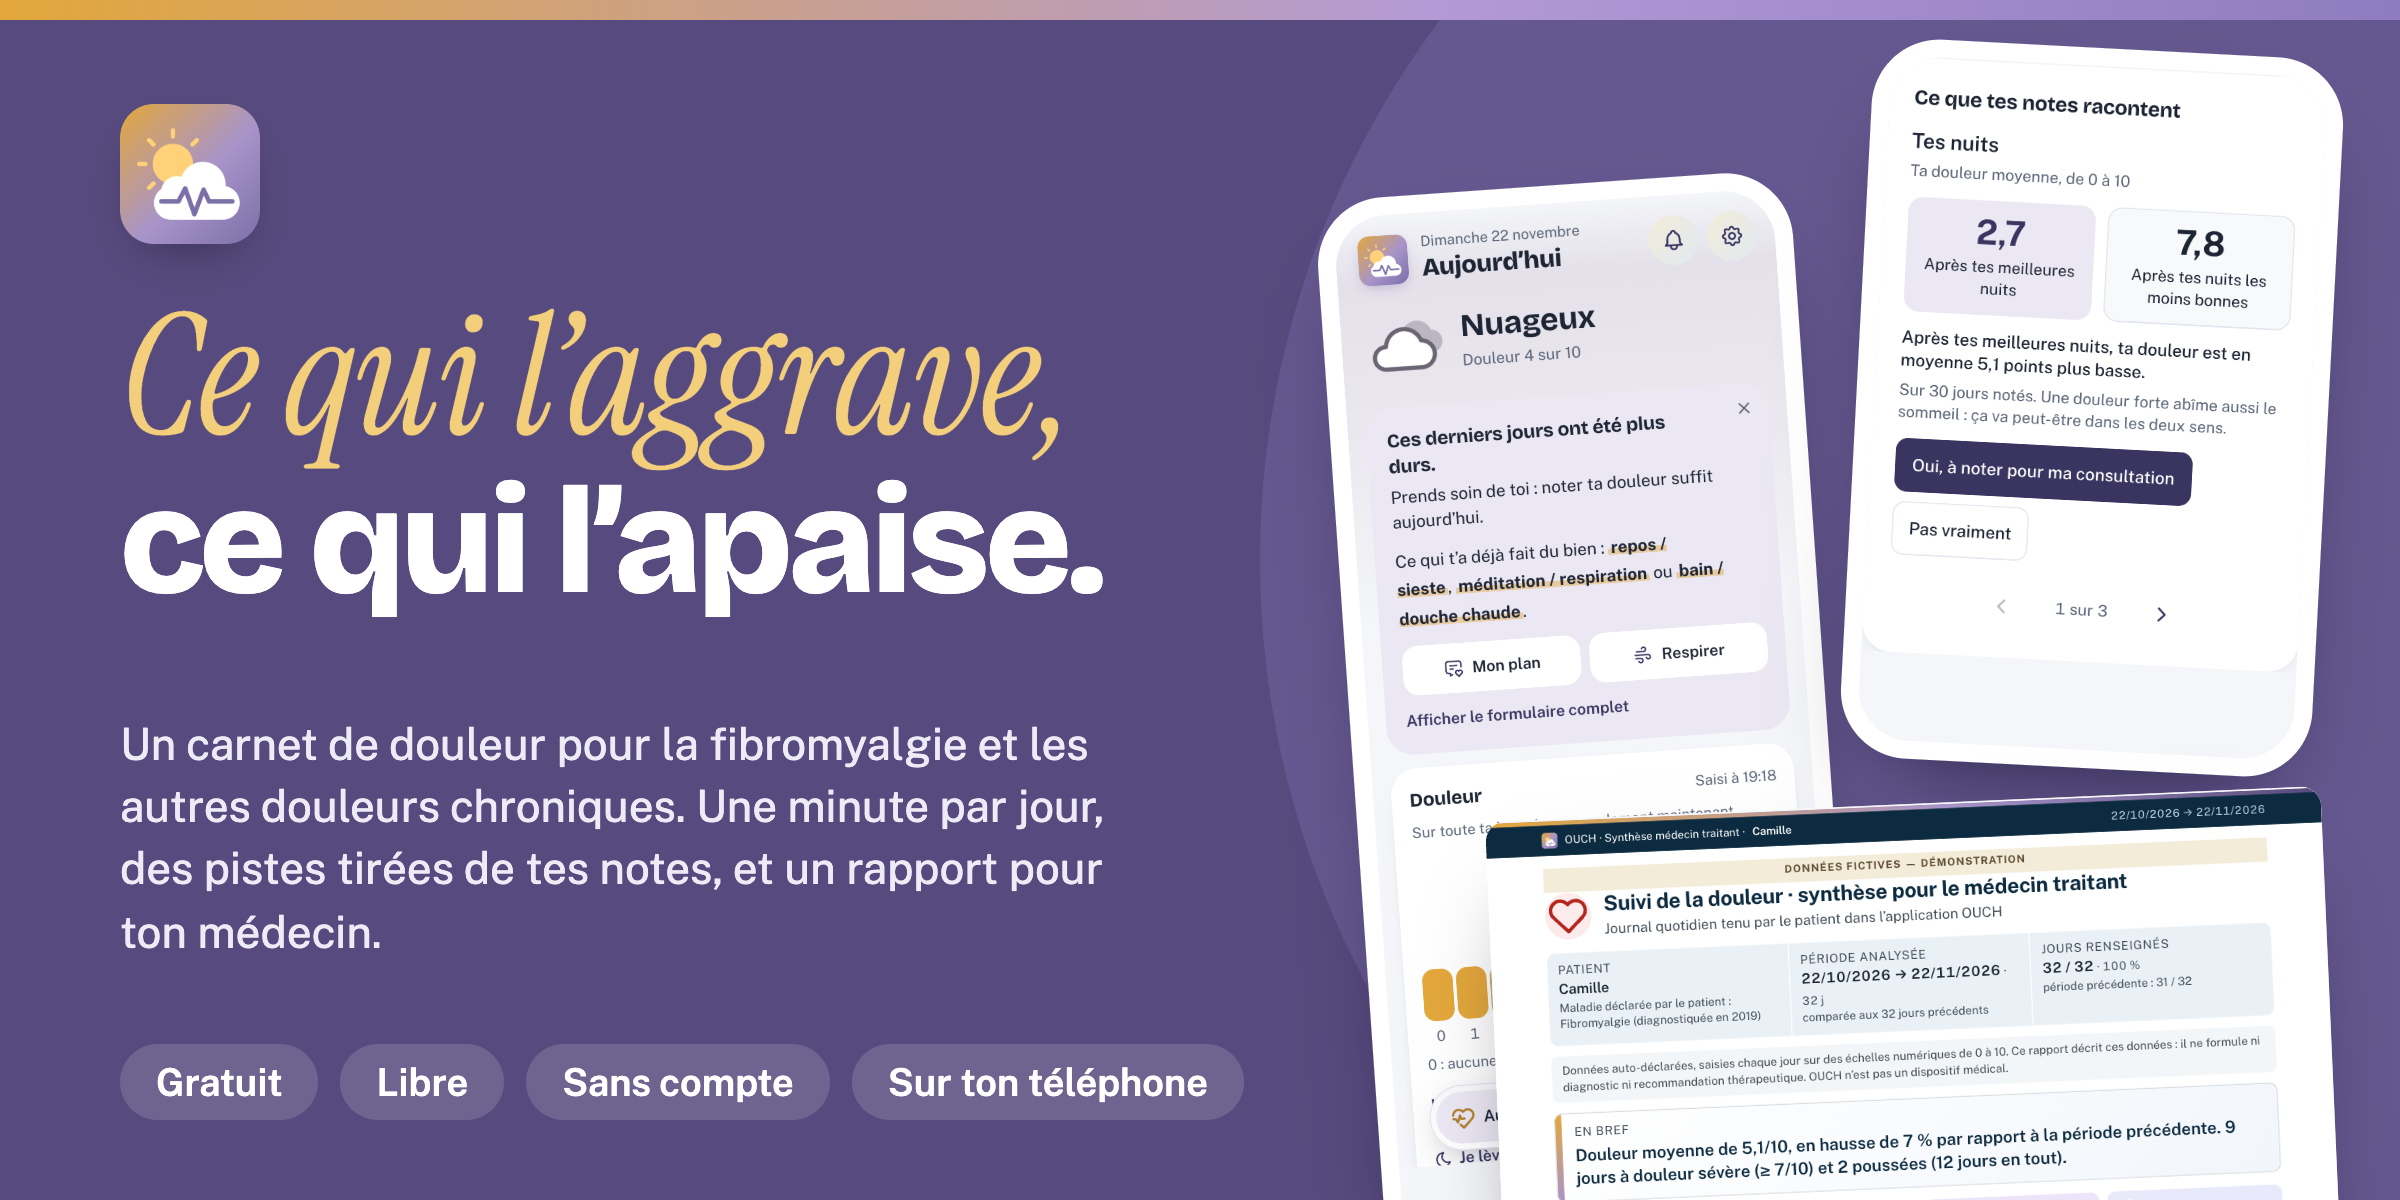 Ce qui l’aggrave,
ce qui l’apaise.
Un carnet de douleur pour la fibromyalgie et les
autres douleurs chroniques. Une minute par jour,
des pistes tirées de tes notes, et un rapport pour
ton médecin.
Gratuit
Libre
Sans compte
Sur ton téléphone
Dimanche 22 novembre
Aujourd’hui
Nuageux
Douleur 4 sur 10
Ces derniers jours ont été plus
durs.
Prends soin de toi : noter ta douleur suffit
aujourd’hui.
Ce qui t’a déjà fait du bien : repos /
sieste, méditation / respiration ou bain /
douche chaude.
Mon plan
Respirer
Afficher le formulaire complet
Douleur
Saisi à 19:18
Sur toute ta
0 1
0 : aucune
Je lèv
Ce que tes notes racontent
Tes nuits
Ta douleur moyenne, de 0 à 10
2,7
Après tes meilleures
nuits
7,8
Après tes nuits les
moins bonnes
Après tes meilleures nuits, ta douleur est en
moyenne 5,1 points plus basse.
Sur 30 jours notés. Une douleur forte abîme aussi le
sommeil : ça va peut-être dans les deux sens.
Oui, à noter pour ma consultation
Pas vraiment
1 sur 3
OUCH · Synthèse médecin traitant · Camille
22/10/2026 → 22/11/2026
DONNÉES FICTIVES — DÉMONSTRATION
Suivi de la douleur · synthèse pour le médecin traitant
Journal quotidien tenu par le patient dans l’application OUCH
PATIENT
Camille
Maladie déclarée par le patient :
Fibromyalgie (diagnostiquée en 2019)
PÉRIODE ANALYSÉE
22/10/2026 → 22/11/2026 ·
32 j
comparée aux 32 jours précédents
JOURS RENSEIGNÉS
32 / 32 · 100 %
période précédente : 31 / 32
Données auto-déclarées, saisies chaque jour sur des échelles numériques de 0 à 10. Ce rapport décrit ces données : il ne formule ni
diagnostic ni recommandation thérapeutique. OUCH n’est pas un dispositif médical.
EN BREF
Douleur moyenne de 5,1/10, en hausse de 7 % par rapport à la période précédente. 9
jours à douleur sévère (≥ 7/10) et 2 poussées (12 jours en tout).